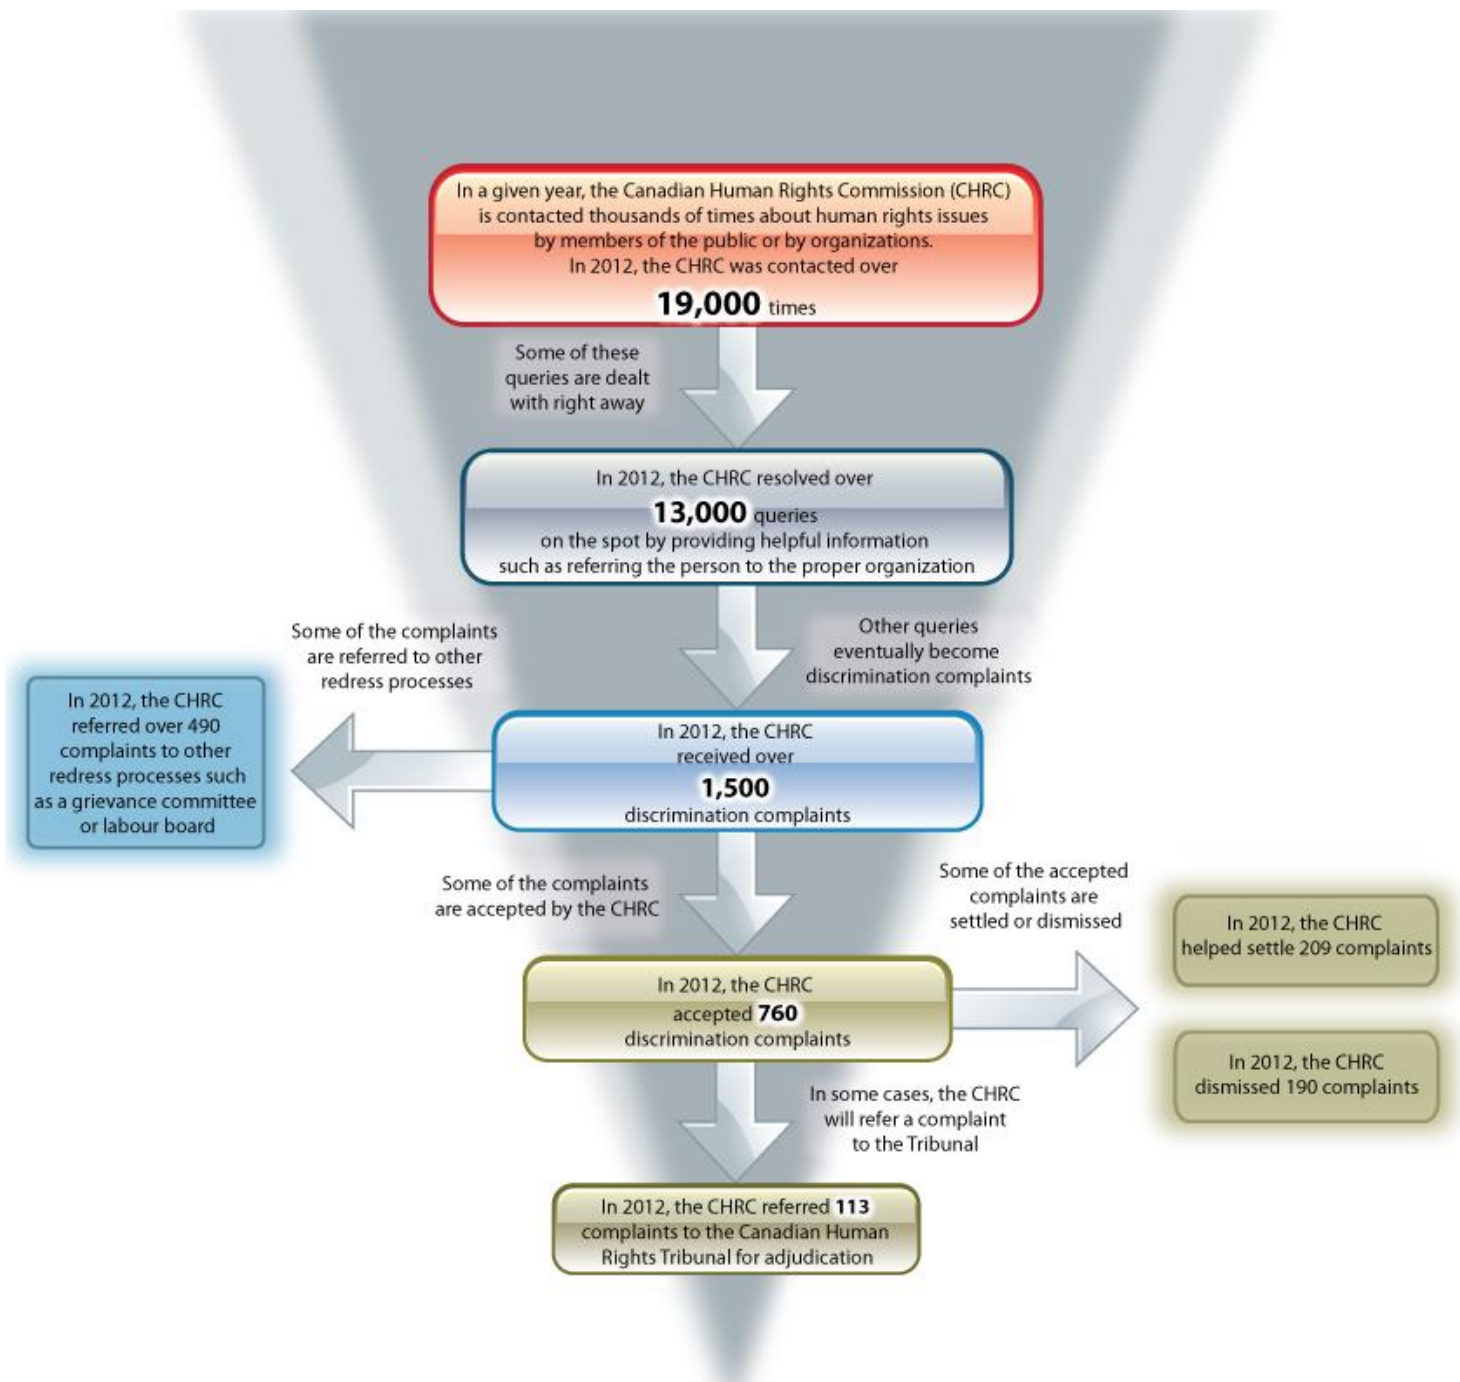 In a given year, the Canadian Human Rights Commission (CHRC)
is contacted thousands of times about human rights issues
by members of the public or by organizations.
In 2012, the CHRC was contacted over
19,000 times
Some of these
queries are dealt
with right away
In 2012, the CHRC resolved over
13,000 queries
on the spot by providing helpful information
such as referring the person to the proper organization
Other queries
eventually become
discrimination complaints
Some of the complaints
are referred to other
redress processes
In 2012, the CHRC
referred over 490
complaints to other
redress processes such
as a grievance committee
or labour board
In 2012, the CHRC
received over
1,500
discrimination complaints
Some of the complaints
are accepted by the CHRC
Some of the accepted
complaints are
settled or dismissed
In 2012, the CHRC
helped settle 209 complaints
In 2012, the CHRC
accepted 760
discrimination complaints
In 2012, the CHRC
dismissed 190 complaints
In some cases, the CHRC
will refer a complaint
to the Tribunal
In 2012, the CHRC referred 113
complaints to the Canadian Human
Rights Tribunal for adjudication